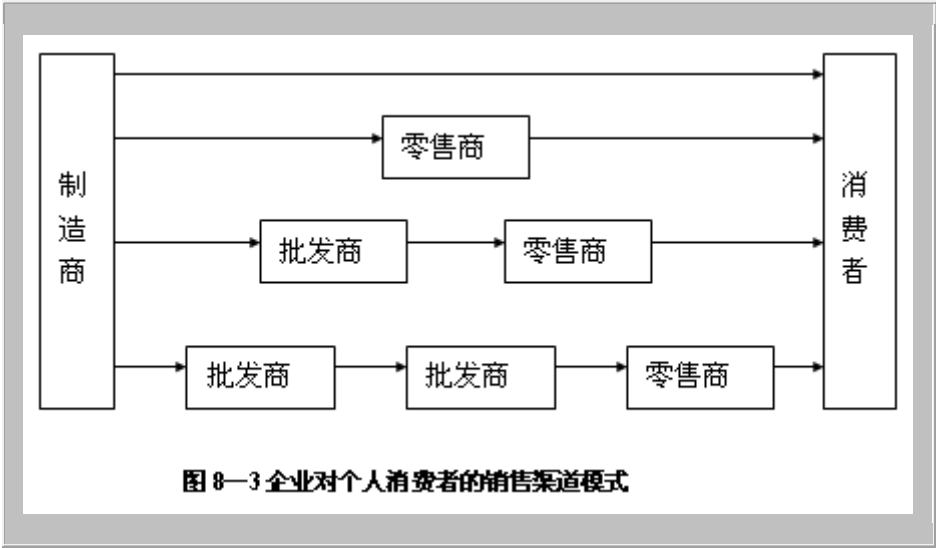 制造商
消费者
零售商
批发商
零售商
批发商
批发商
零售商
图 8—3 企业对个人消费者的销售渠道模式